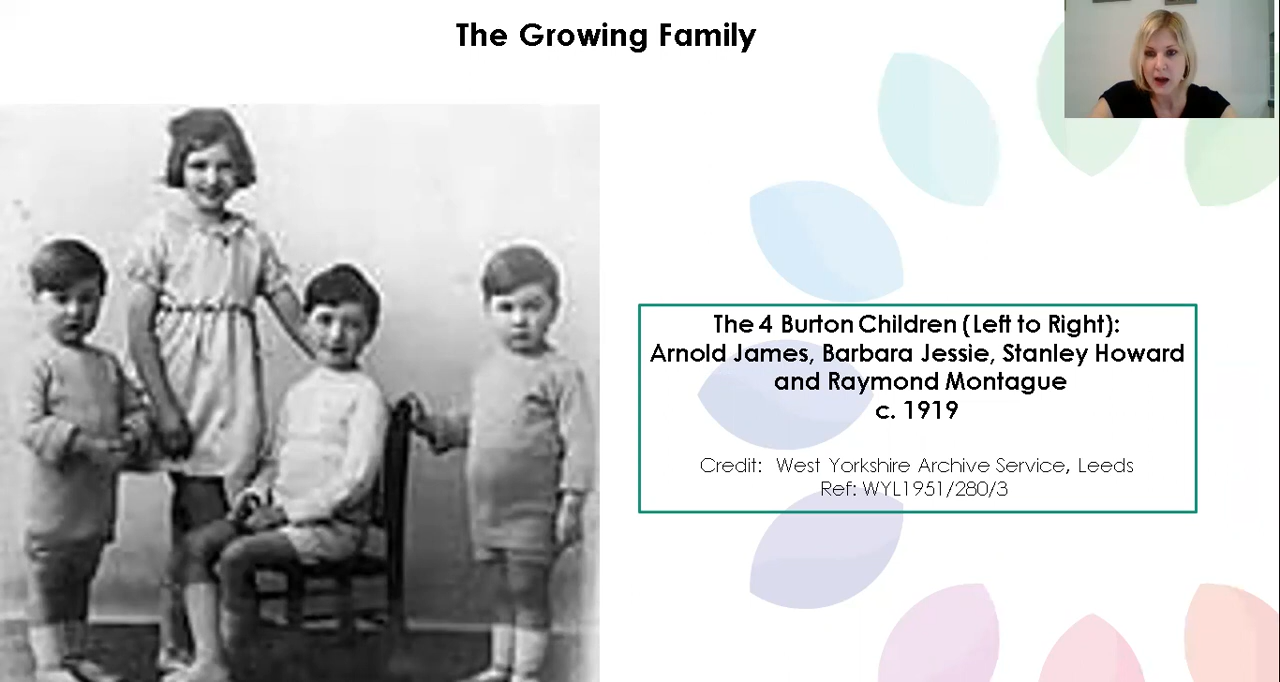 The Growing Family
The 4 Burton Children (Left to Right):
Arnold James, Barbara Jessie, Stanley Howard
and Raymond Montague
c. 1919
Credit: West Yorkshire Archive Service, Leeds
Ref: WYL1951/280/3